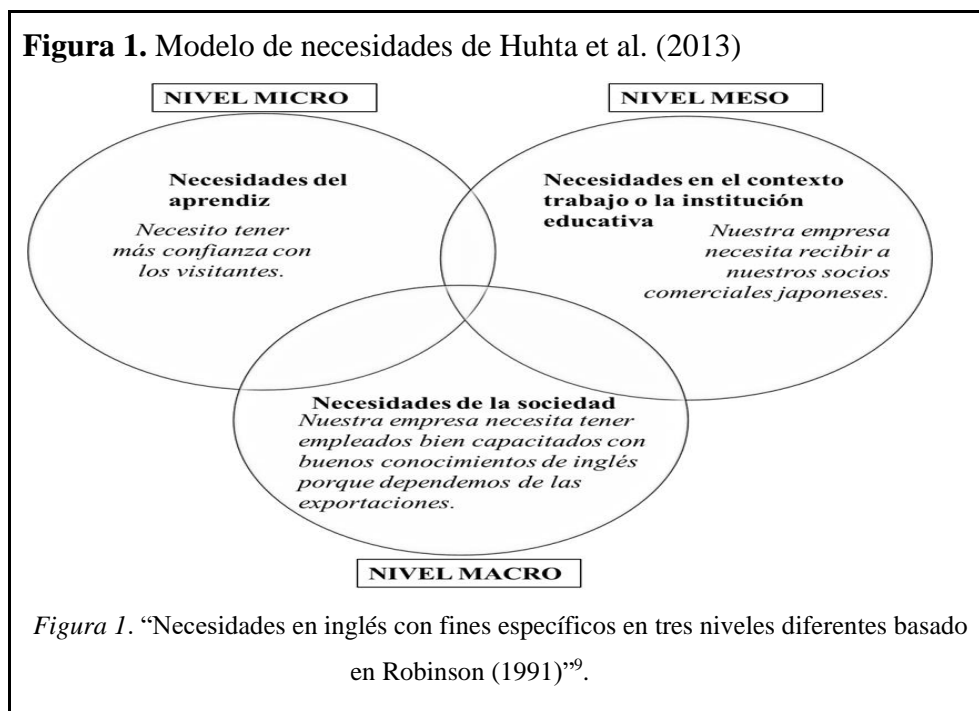 Figura 1. Modelo de necesidades de Huhta et al. (2013)
NIVEL MICRO
NIVEL MESO
Necesidades del
aprendiz
Necesito tener
más confianza con
los visitantes.
Necesidades en el contexto
trabajo o la institución
educativa
Nuestra empresa
necesita recibir a
nuestros socios
comerciales japoneses.
Necesidades de la sociedad
Nuestra empresa necesita tener
empleados bien capacitados con
buenos conocimientos de inglés
porque dependemos de las
exportaciones.
NIVEL MACRO
Figura 1. “Necesidades en inglés con fines específicos en tres niveles diferentes basado
en Robinson (1991)”⁹.